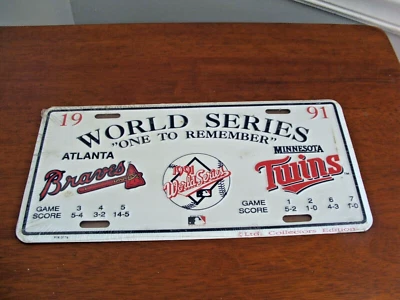 19 91
WORLD SERIES
"ONE TO REMEMBER"
ATLANTA
Braves
1991
World Series
MINNESOTA
Twins
GAME 3 4 5
SCORE 5-4 3-2 14-5
GAME 1 2 6 7
SCORE 5-2 1-0 4-3 1-0
Ltd. Collectors Edition